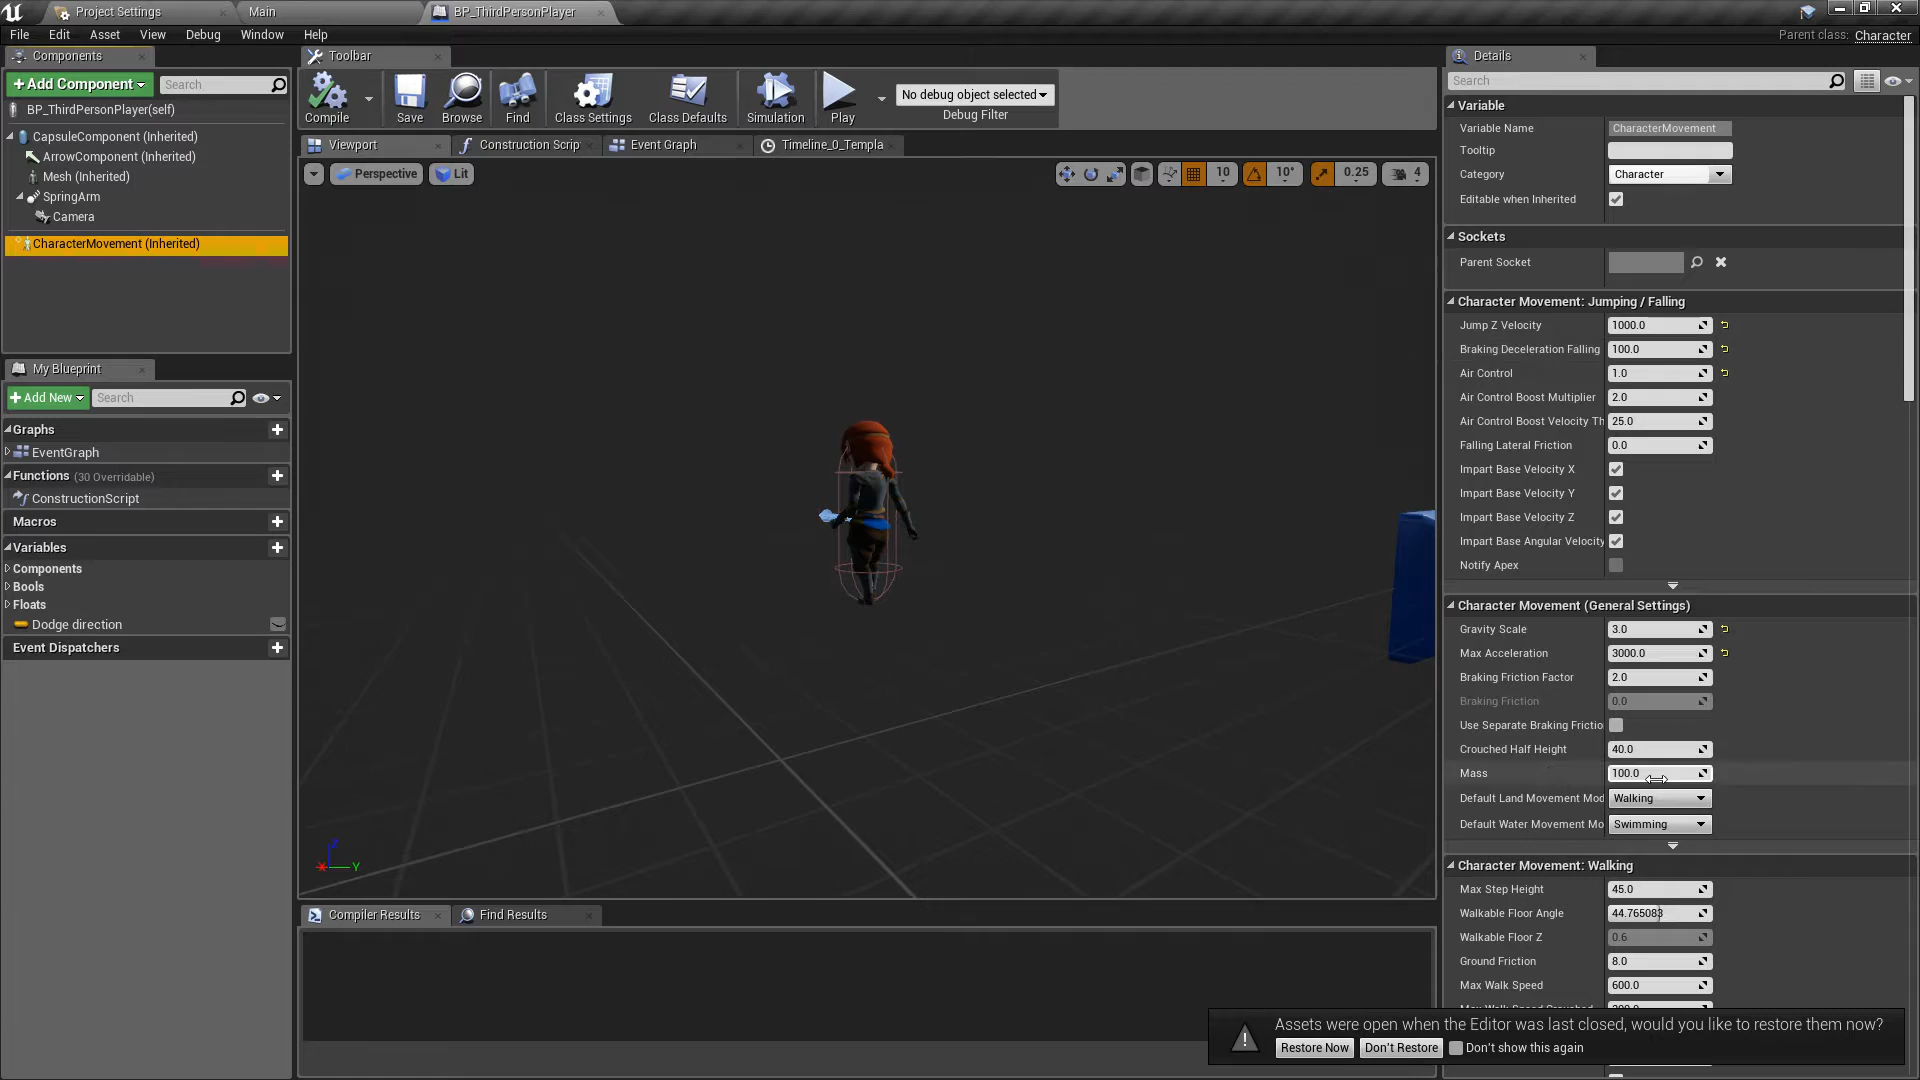 Project Settings
Main
BP_ThirdPersonPlayer
File Edit Asset View Debug Window Help
Parent class: Character
Components
Toolbar
Details
+ Add Component
Search
Search
BP_ThirdPersonPlayer(self)
CapsuleComponent (Inherited)
ArrowComponent (Inherited)
Mesh (Inherited)
SpringArm
Camera
CharacterMovement (Inherited)
Compile
Save
Browse
Find
Class Settings
Class Defaults
Simulation
Play
No debug object selected
Debug Filter
Viewport
Construction Scrip
Event Graph
Timeline_0_Templa
Perspective
Lit
10
10°
0.25
4
My Blueprint
+ Add New
Search
Graphs
EventGraph
Functions (30 Overridable)
ConstructionScript
Macros
Variables
Components
Bools
Floats
Dodge direction
Event Dispatchers
Z
X
Y
Compiler Results
Find Results
Variable
Variable Name CharacterMovement
Tooltip
Category Character
Editable when Inherited
Sockets
Parent Socket
Character Movement: Jumping / Falling
Jump Z Velocity 1000.0
Braking Deceleration Falling 100.0
Air Control 1.0
Air Control Boost Multiplier 2.0
Air Control Boost Velocity Th 25.0
Falling Lateral Friction 0.0
Impart Base Velocity X
Impart Base Velocity Y
Impart Base Velocity Z
Impart Base Angular Velocity
Notify Apex
Character Movement (General Settings)
Gravity Scale 3.0
Max Acceleration 3000.0
Braking Friction Factor 2.0
Braking Friction 0.0
Use Separate Braking Frictio
Crouched Half Height 40.0
Mass 100.0
Default Land Movement Mod Walking
Default Water Movement Mo Swimming
Character Movement: Walking
Max Step Height 45.0
Walkable Floor Angle 44.765083
Walkable Floor Z 0.6
Ground Friction 8.0
Max Walk Speed 600.0
Assets were open when the Editor was last closed, would you like to restore them now?
Restore Now
Don't Restore
Don't show this again